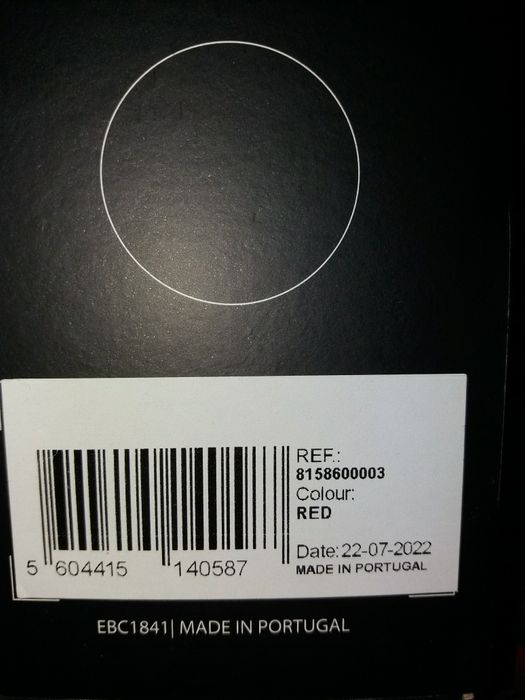 REF.:
8158600003
Colour:
RED
Date: 22-07-2022
MADE IN PORTUGAL
5 604415 140587
EBC1841| MADE IN PORTUGAL